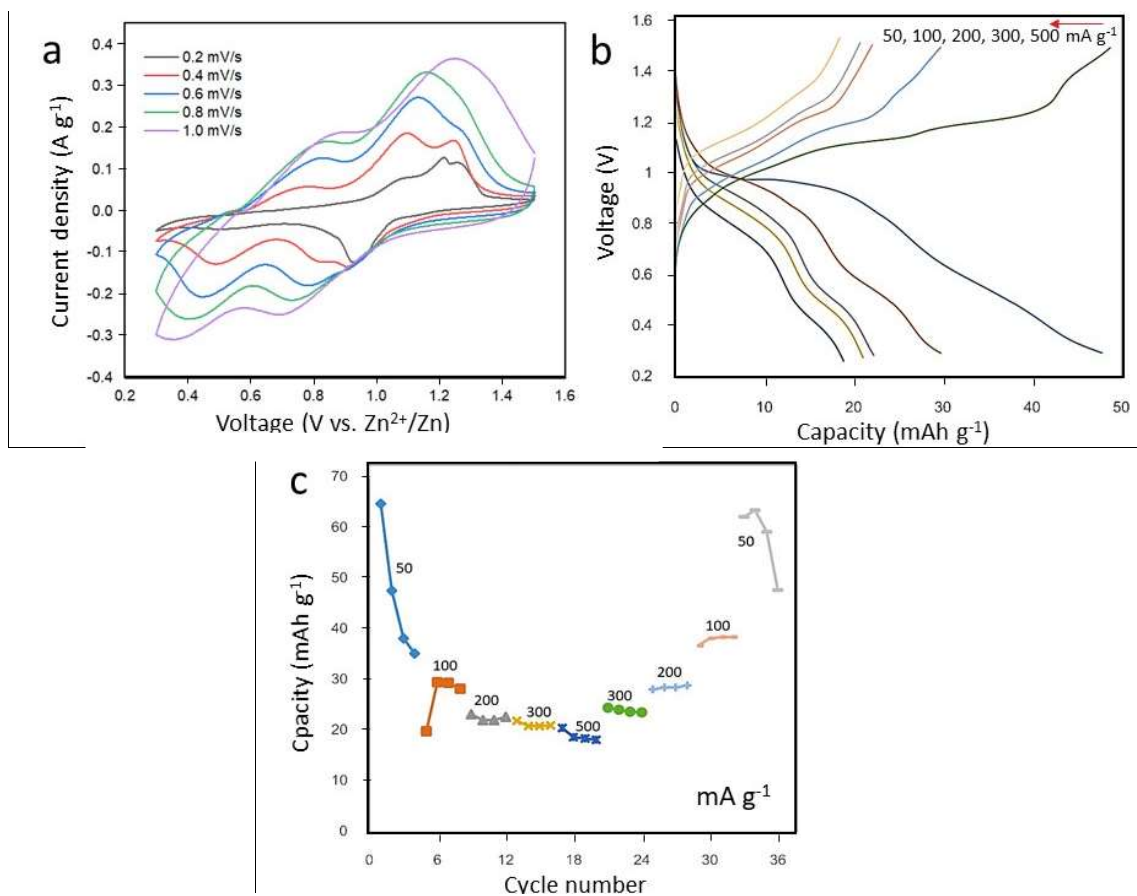 a
0.2 mV/s
0.4 mV/s
0.6 mV/s
0.8 mV/s
1.0 mV/s
Current density (A g⁻¹)
0.4
0.3
0.2
0.1
0.0
-0.1
-0.2
-0.3
-0.4
0.2 0.4 0.6 0.8 1.0 1.2 1.4 1.6
Voltage (V vs. Zn²⁺/Zn)
b
50, 100, 200, 300, 500 mA g⁻¹
Voltage (V)
1.6
1.4
1.2
1
0.8
0.6
0.4
0.2
0 10 20 30 40 50
Capacity (mAh g⁻¹)
c
Cpacity (mAh g⁻¹)
70
60
50
40
30
20
10
0
50
100
200
300
500
300
200
100
50
mA g⁻¹
0 6 12 18 24 30 36
Cycle number